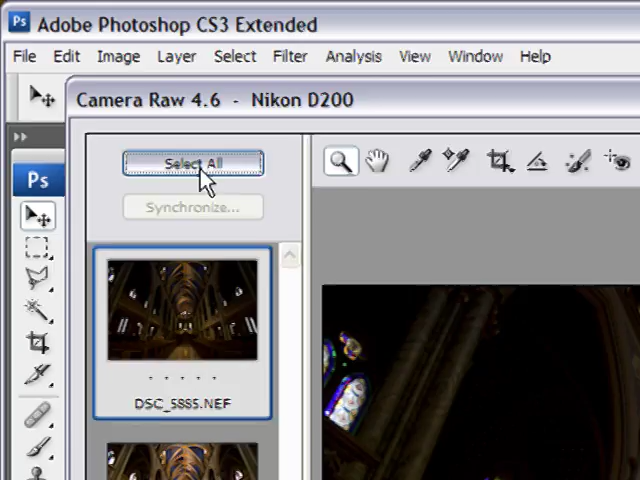 Ps Adobe Photoshop CS3 Extended
File Edit Image Layer Select Filter Analysis View Window Help
Camera Raw 4.6 - Nikon D200
Select All
Ps
Synchronize...
DSC_5885.NEF